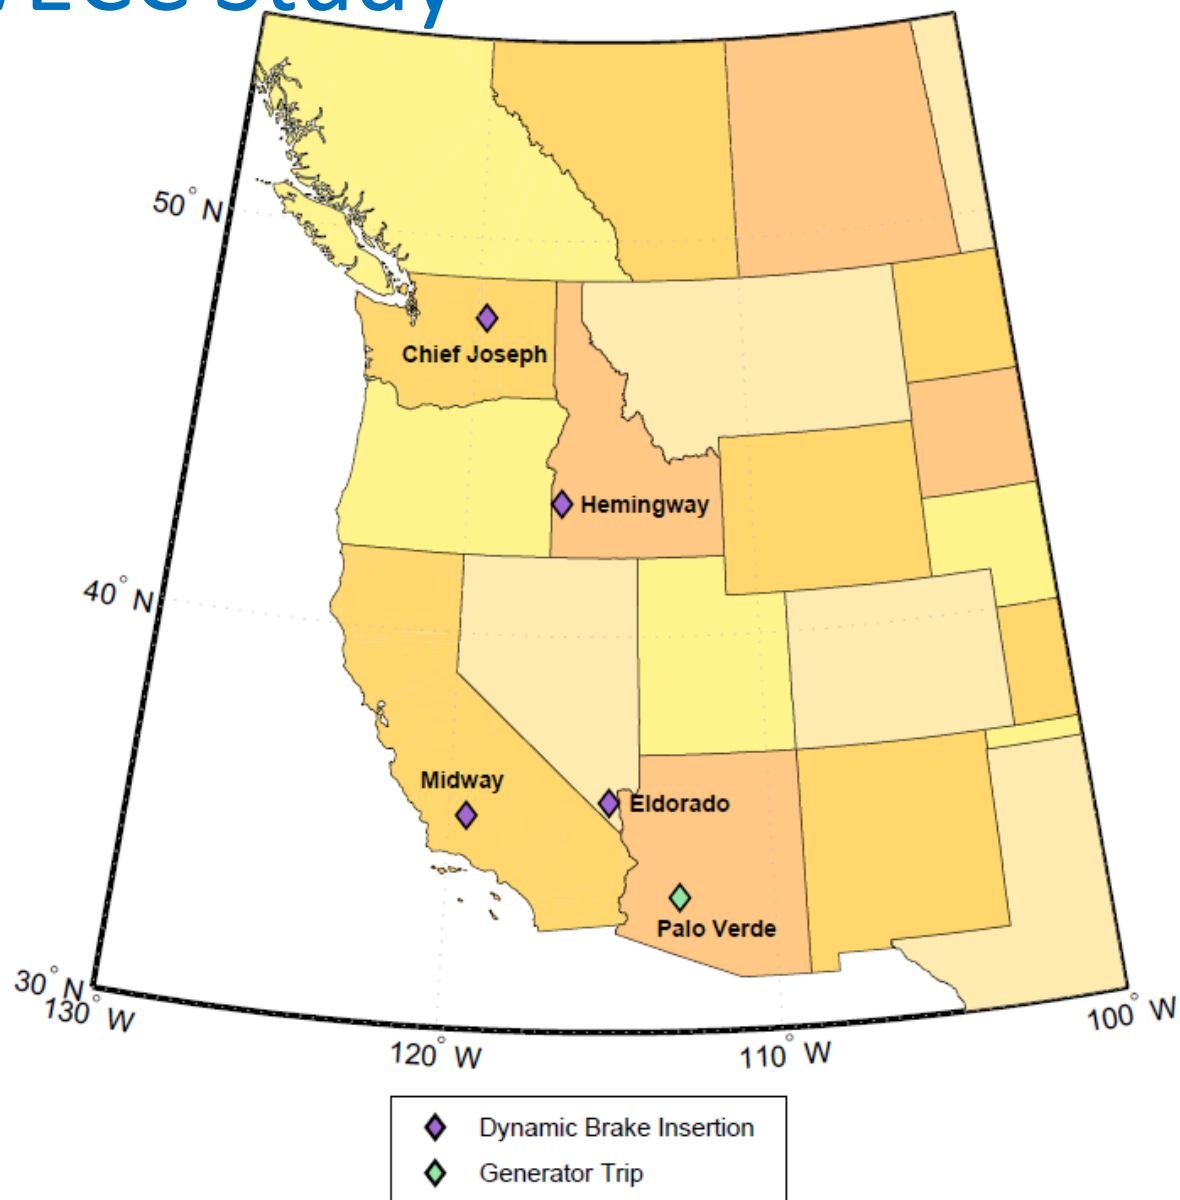 Study
50° N
Chief Joseph
Hemingway
40° N
Midway
Eldorado
Palo Verde
30° N
130° W
100° W
120° W
110° W
Dynamic Brake Insertion
Generator Trip